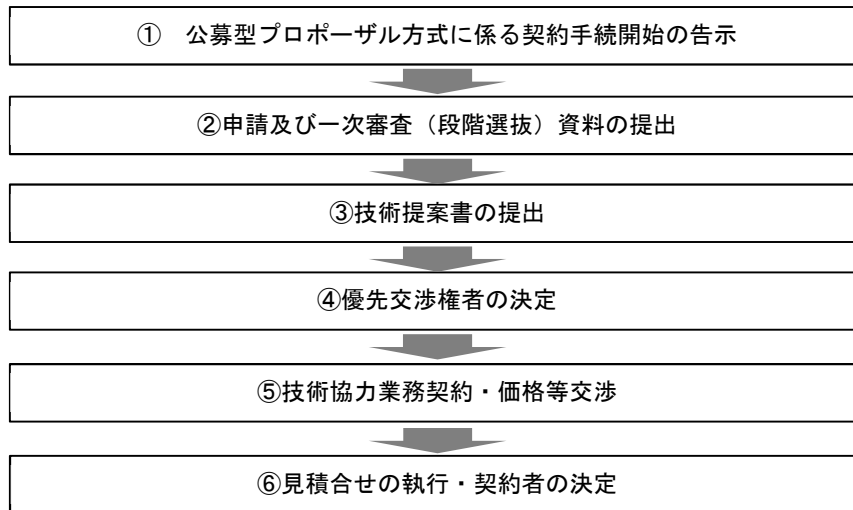 ①　公募型プロポーザル方式に係る契約手続開始の告示
②申請及び一次審査（段階選抜）資料の提出
③技術提案書の提出
④優先交渉権者の決定
⑤技術協力業務契約・価格等交渉
⑥見積合せの執行・契約者の決定